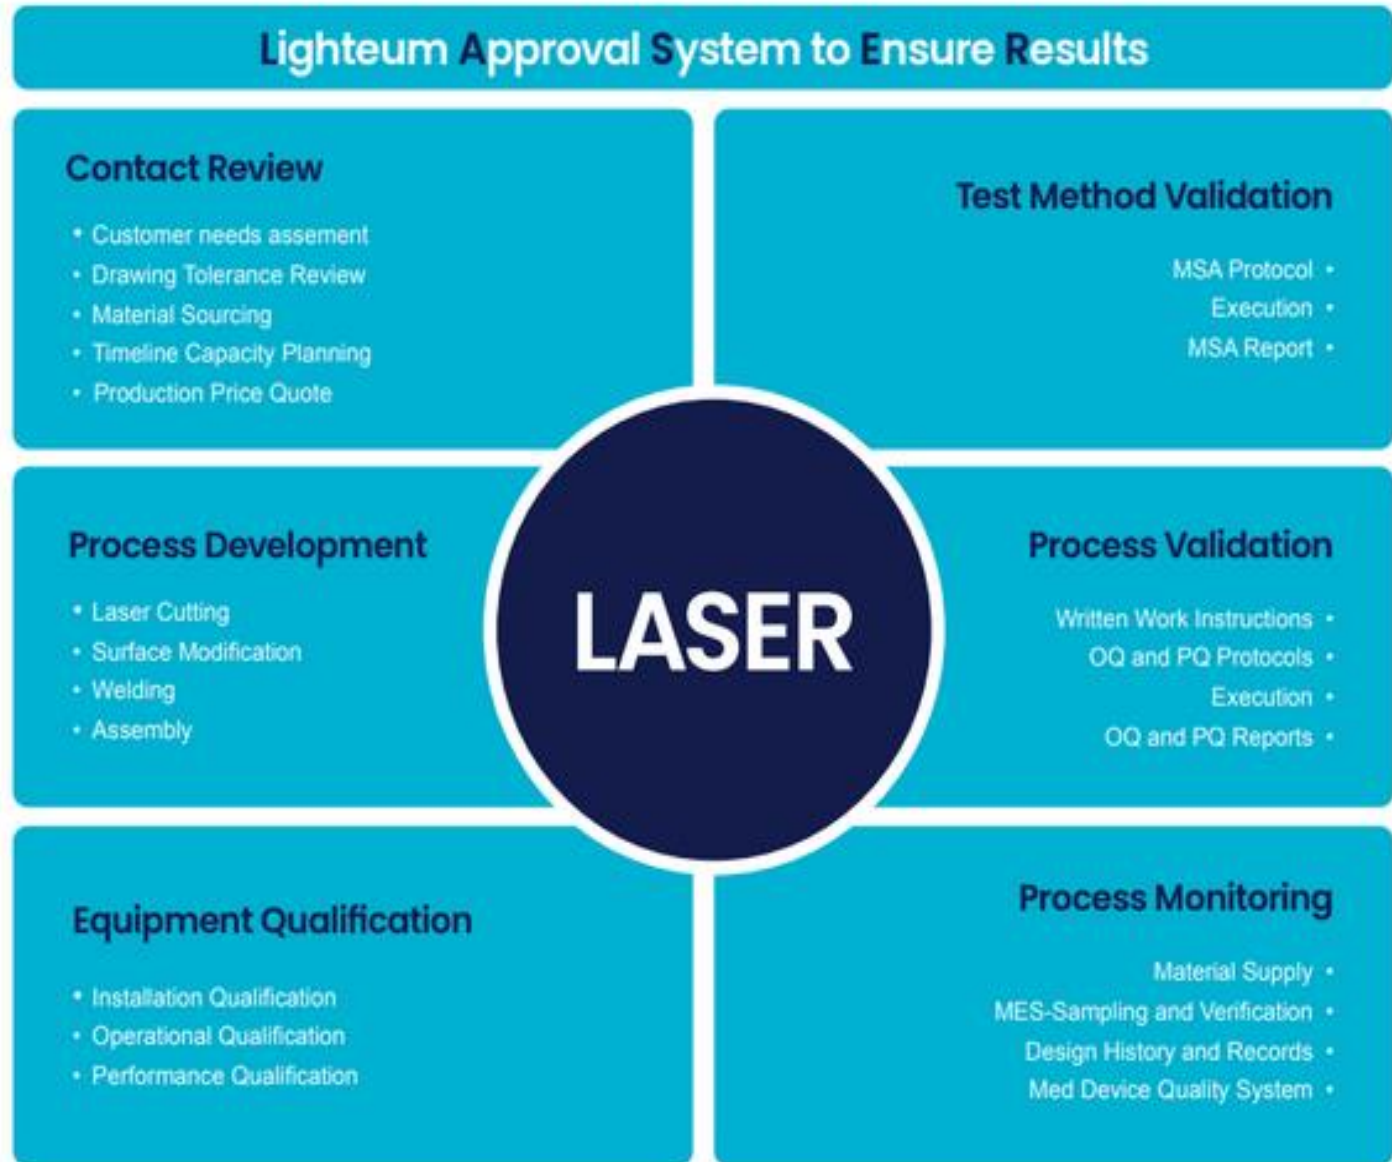 Lighteum Approval System to Ensure Results
Contact Review
• Customer needs assement
• Drawing Tolerance Review
• Material Sourcing
• Timeline Capacity Planning
• Production Price Quote
Test Method Validation
MSA Protocol •
Execution •
MSA Report •
Process Development
• Laser Cutting
• Surface Modification
• Welding
• Assembly
LASER
Process Validation
Written Work Instructions •
OQ and PQ Protocols •
Execution •
OQ and PQ Reports •
Equipment Qualification
• Installation Qualification
• Operational Qualification
• Performance Qualification
Process Monitoring
Material Supply •
MES-Sampling and Verification •
Design History and Records •
Med Device Quality System •